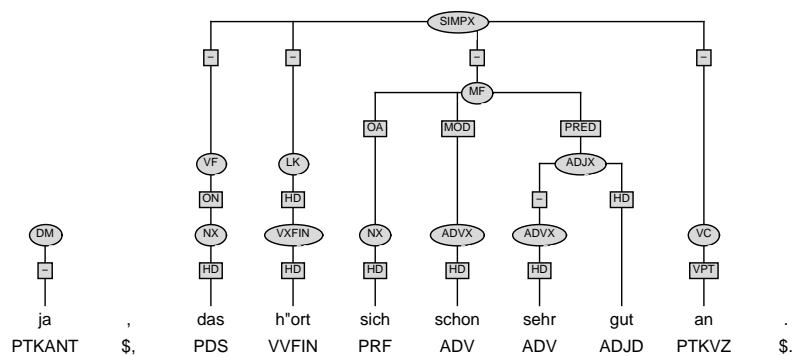 SIMPX
– – – –
MF
OA MOD PRED
VF LK ADJX
ON HD – HD
DM NX VXFIN NX ADVX ADVX VC
– HD HD HD HD HD VPT
ja , das h"ort sich schon sehr gut an .
PTKANT $, PDS VVFIN PRF ADV ADV ADJD PTKVZ $.